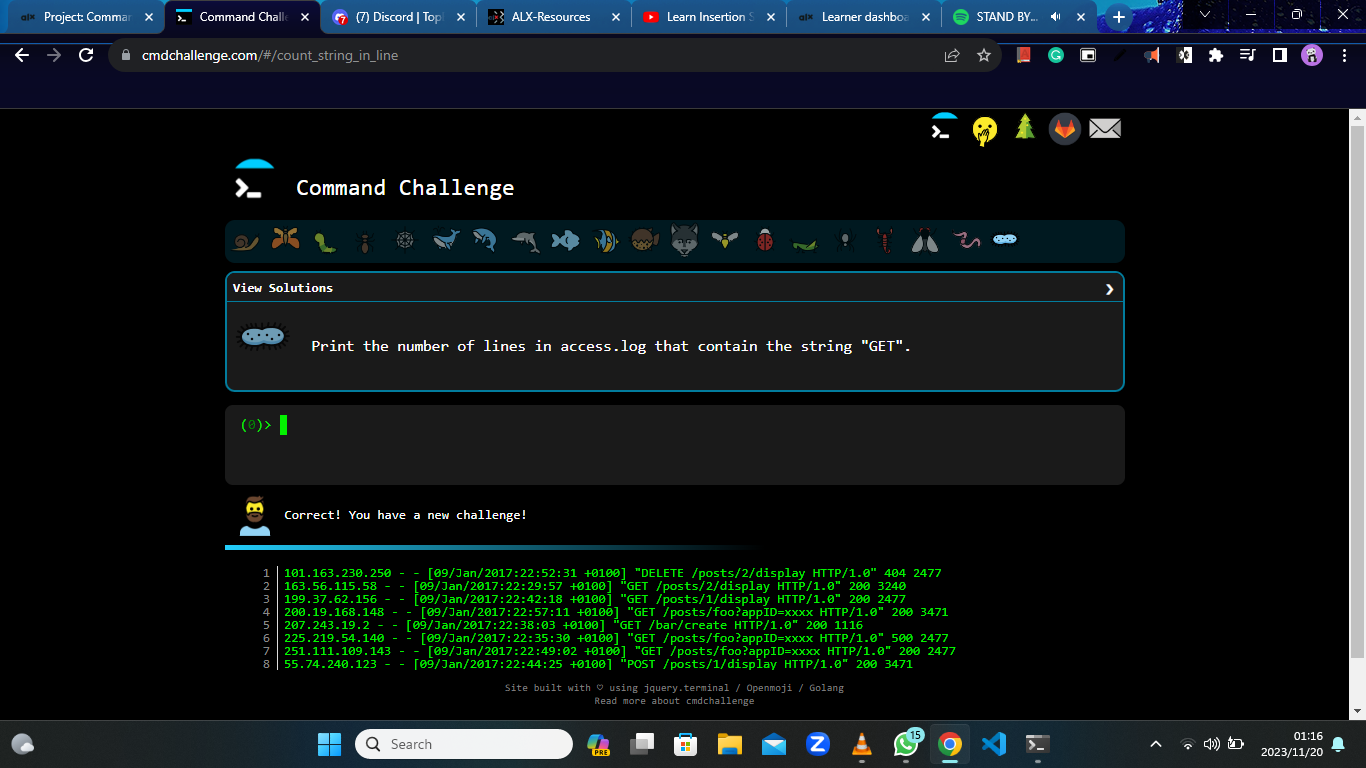 Project: Comman
Command Challe
(7) Discord | Topi
ALX-Resources
Learn Insertion S
Learner dashboa
STAND BY...
cmdchallenge.com/#/count_string_in_line
Command Challenge
View Solutions
Print the number of lines in access.log that contain the string "GET".
(0)>
Correct! You have a new challenge!
1 101.163.230.250 - - [09/Jan/2017:22:52:31 +0100] "DELETE /posts/2/display HTTP/1.0" 404 2477
2 163.56.115.58 - - [09/Jan/2017:22:29:57 +0100] "GET /posts/2/display HTTP/1.0" 200 3240
3 199.37.62.156 - - [09/Jan/2017:22:42:18 +0100] "GET /posts/1/display HTTP/1.0" 200 2477
4 200.19.168.148 - - [09/Jan/2017:22:57:11 +0100] "GET /posts/foo?appID=xxxx HTTP/1.0" 200 3471
5 207.243.19.2 - - [09/Jan/2017:22:38:03 +0100] "GET /bar/create HTTP/1.0" 200 1116
6 225.219.54.140 - - [09/Jan/2017:22:35:30 +0100] "GET /posts/foo?appID=xxxx HTTP/1.0" 500 2477
7 251.111.109.143 - - [09/Jan/2017:22:49:02 +0100] "GET /posts/foo?appID=xxxx HTTP/1.0" 200 2477
8 55.74.240.123 - - [09/Jan/2017:22:44:25 +0100] "POST /posts/1/display HTTP/1.0" 200 3471
Site built with ♡ using jquery.terminal / Openmoji / Golang
Read more about cmdchallenge
Search
PRE
15
01:16
2023/11/20